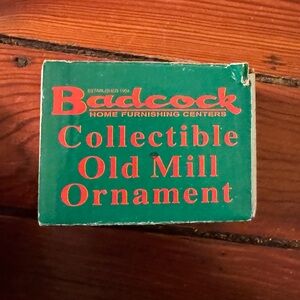 ESTABLISHED 1904
Badcock
HOME FURNISHING CENTERS
Collectible
Old Mill
Ornament